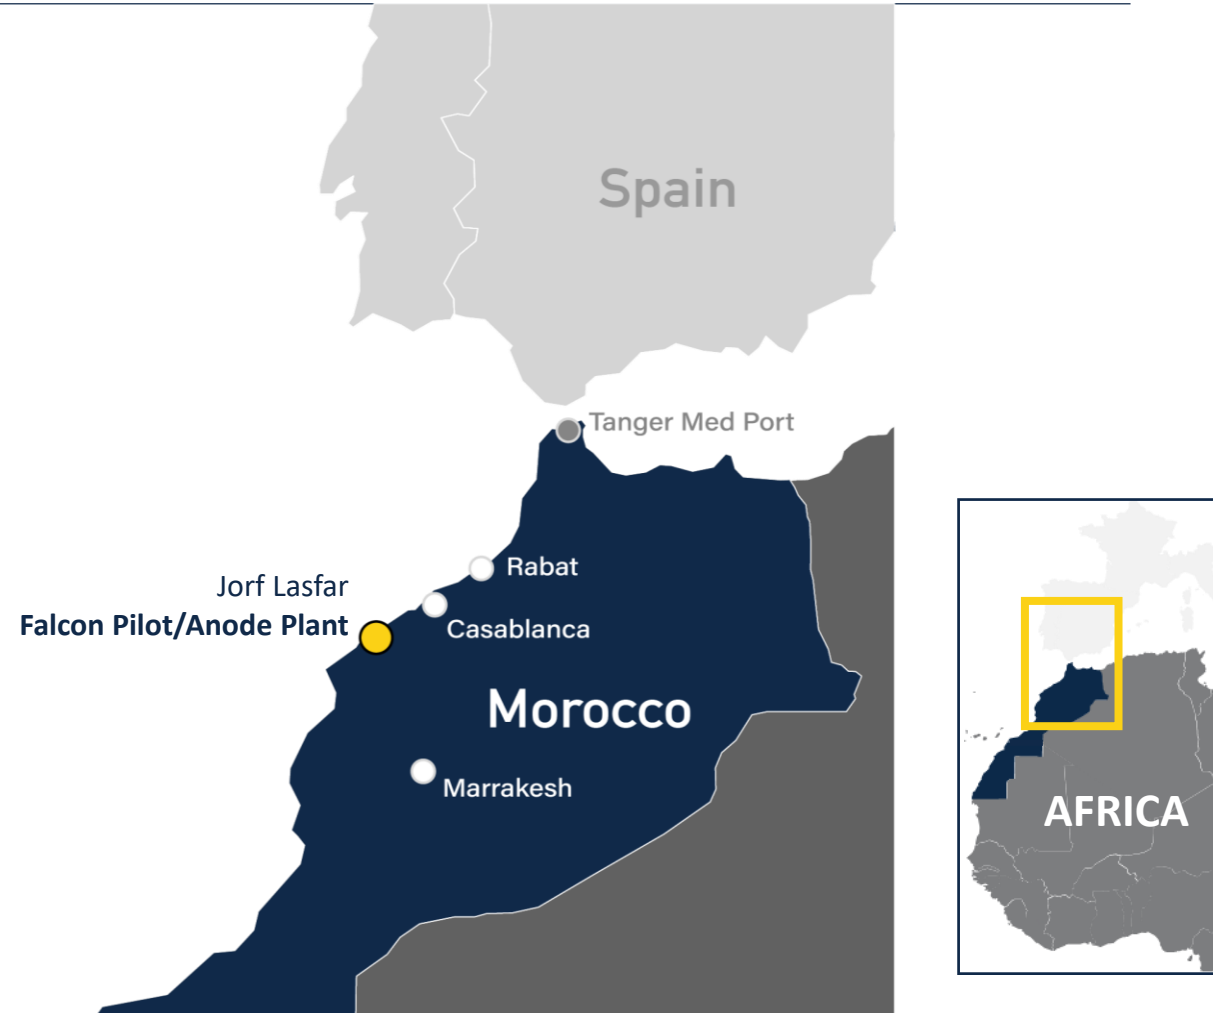 Spain
Tanger Med Port
Rabat
Jorf Lasfar
Falcon Pilot/Anode Plant
Casablanca
Morocco
Marrakesh
AFRICA